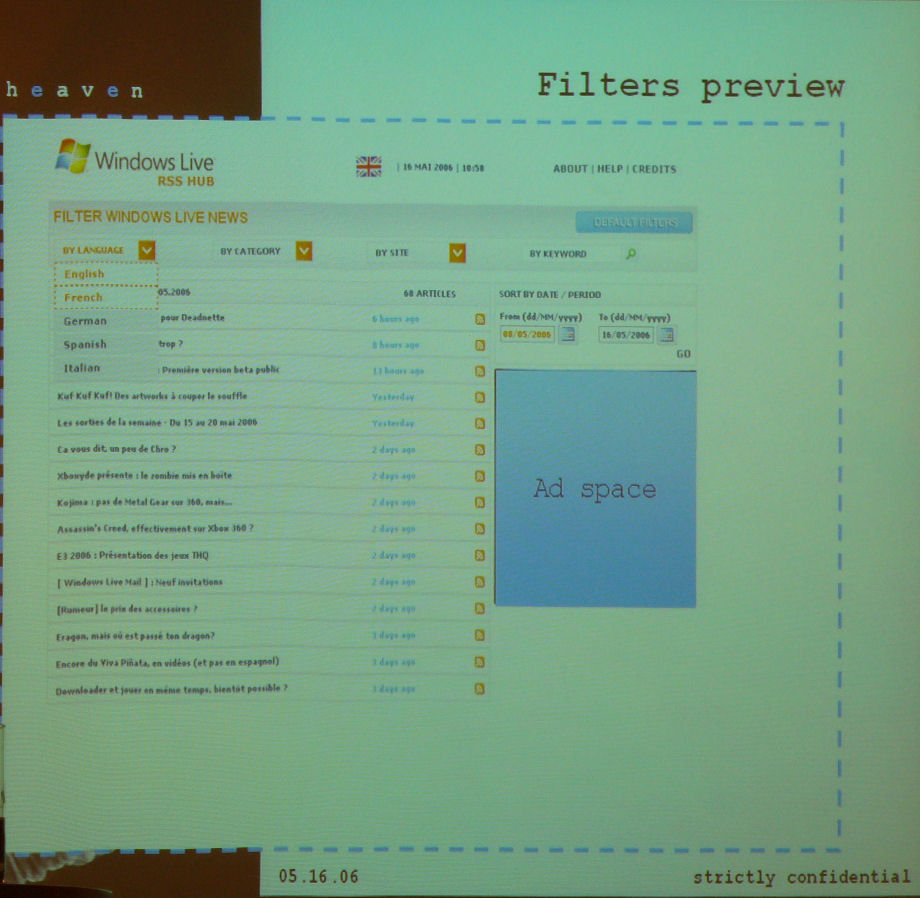 heaven
Filters preview
Windows Live
RSS HUB
| 16 MAI 2006 | 10:58
ABOUT | HELP | CREDITS
FILTER WINDOWS LIVE NEWS
DEFAULT FILTERS
BY LANGUAGE
BY CATEGORY
BY SITE
BY KEYWORD
English
French
German
Spanish
Italian
05.2006
68 ARTICLES
SORT BY DATE / PERIOD
From (dd/MM/yyyy)
To (dd/MM/yyyy)
08/05/2006
16/05/2006
GO
pour Deadnette 6 hours ago
trop ? 8 hours ago
: Première version beta public 13 hours ago
Kuf Kuf Kuf! Des artworks à couper le souffle Yesterday
Les sorties de la semaine - Du 15 au 20 mai 2006 Yesterday
Ca vous dit, un peu de Chro ? 2 days ago
Xboxyde présente : le zombie mis en boîte 2 days ago
Kojima : pas de Metal Gear sur 360, mais... 2 days ago
Assassin's Creed, effectivement sur Xbox 360 ? 2 days ago
E3 2006 : Présentation des jeux THQ 2 days ago
[ Windows Live Mail ] : Neuf invitations 2 days ago
[Rumeur] le prix des accessoires ? 2 days ago
Eragon, mais où est passé ton dragon? 3 days ago
Encore du Viva Piñata, en vidéos (et pas en espagnol) 3 days ago
Downloader et jouer en même temps, bientôt possible ? 3 days ago
Ad space
05.16.06
strictly confidential